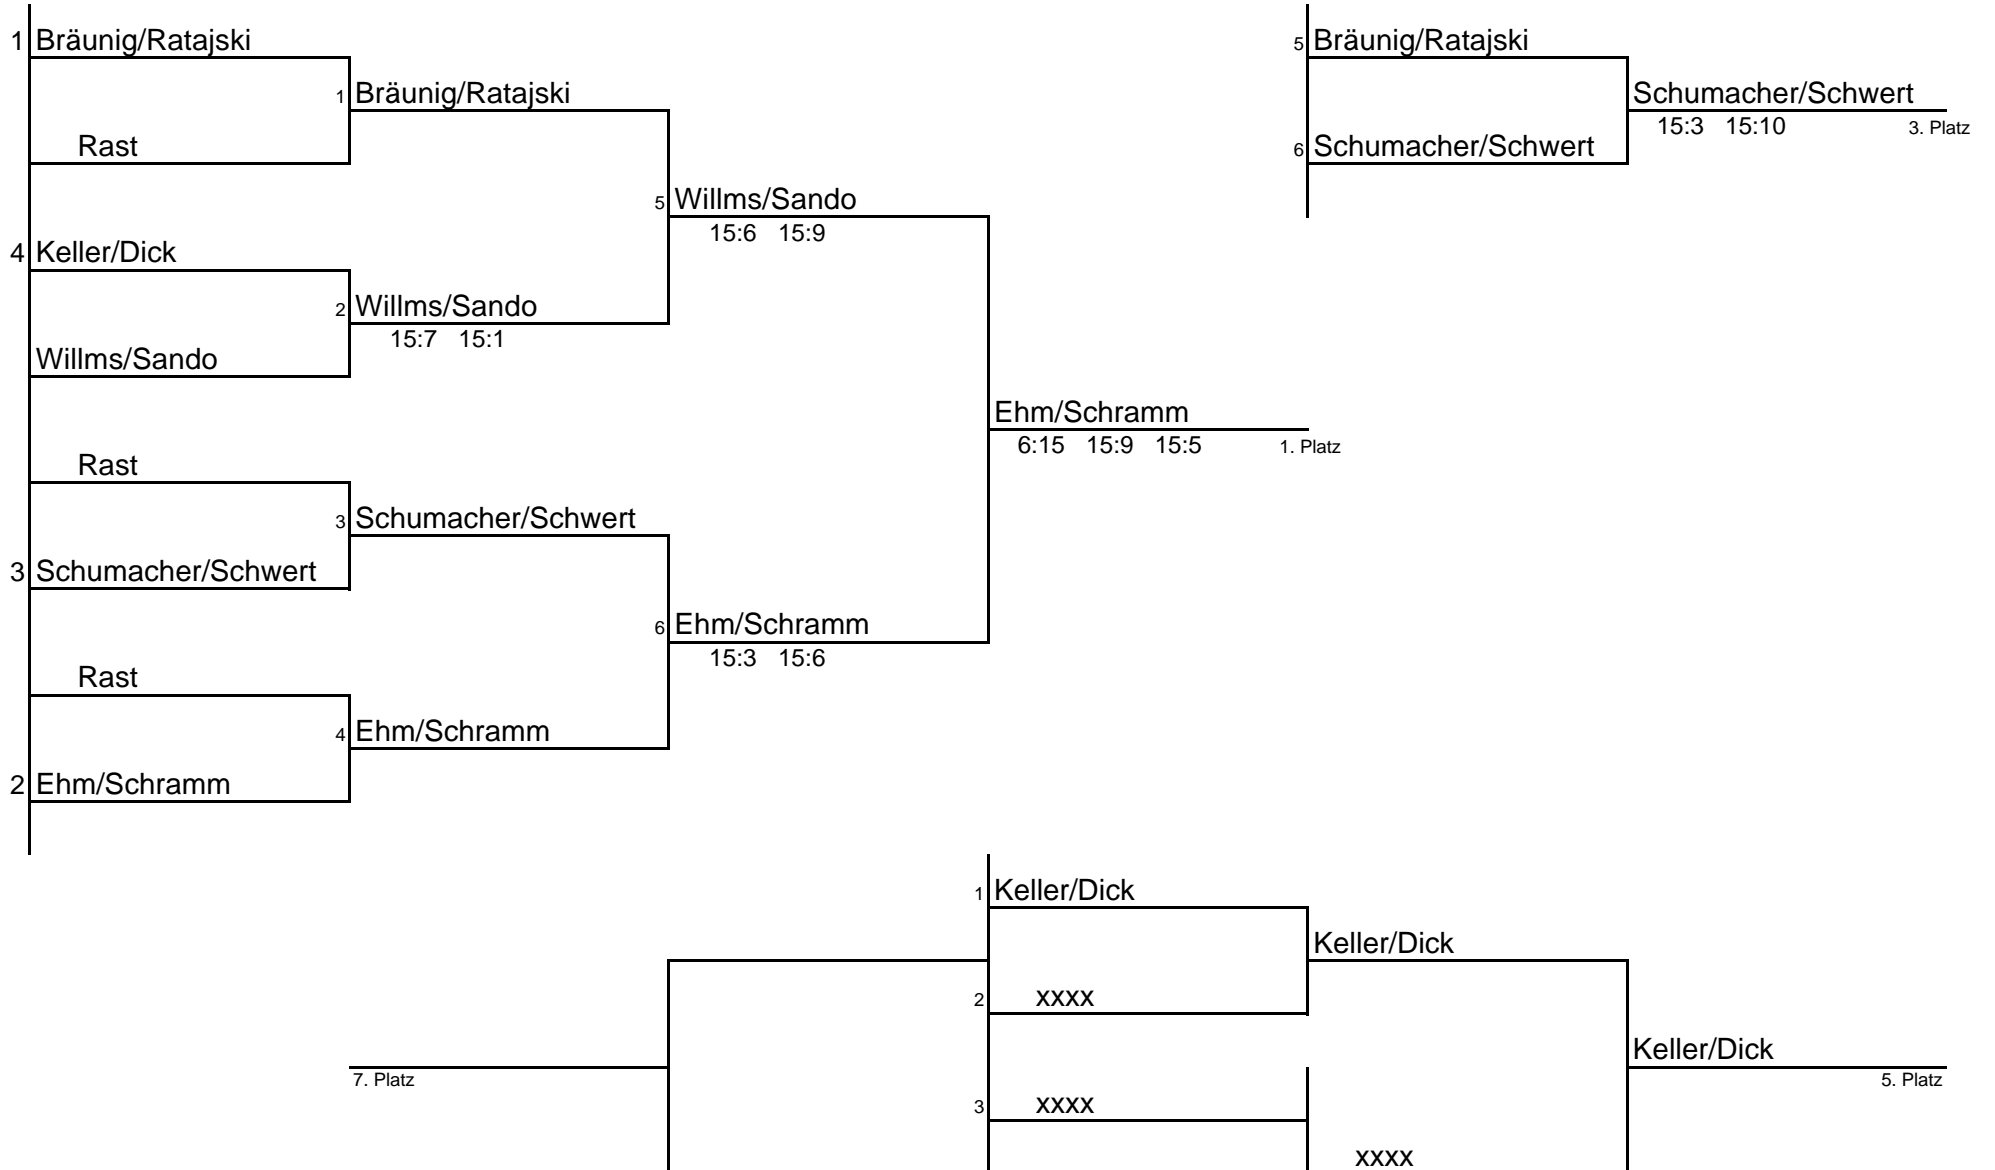 1 Bräunig/Ratajski
1 Bräunig/Ratajski
Rast
5 Willms/Sando
15:6 15:9
4 Keller/Dick
2 Willms/Sando
15:7 15:1
Willms/Sando
Ehm/Schramm
6:15 15:9 15:5 1. Platz
Rast
3 Schumacher/Schwert
3 Schumacher/Schwert
6 Ehm/Schramm
15:3 15:6
Rast
4 Ehm/Schramm
2 Ehm/Schramm
5 Bräunig/Ratajski
Schumacher/Schwert
15:3 15:10 3. Platz
6 Schumacher/Schwert
1 Keller/Dick
Keller/Dick
2 xxxx
Keller/Dick
7. Platz
5. Platz
3 xxxx
xxxx